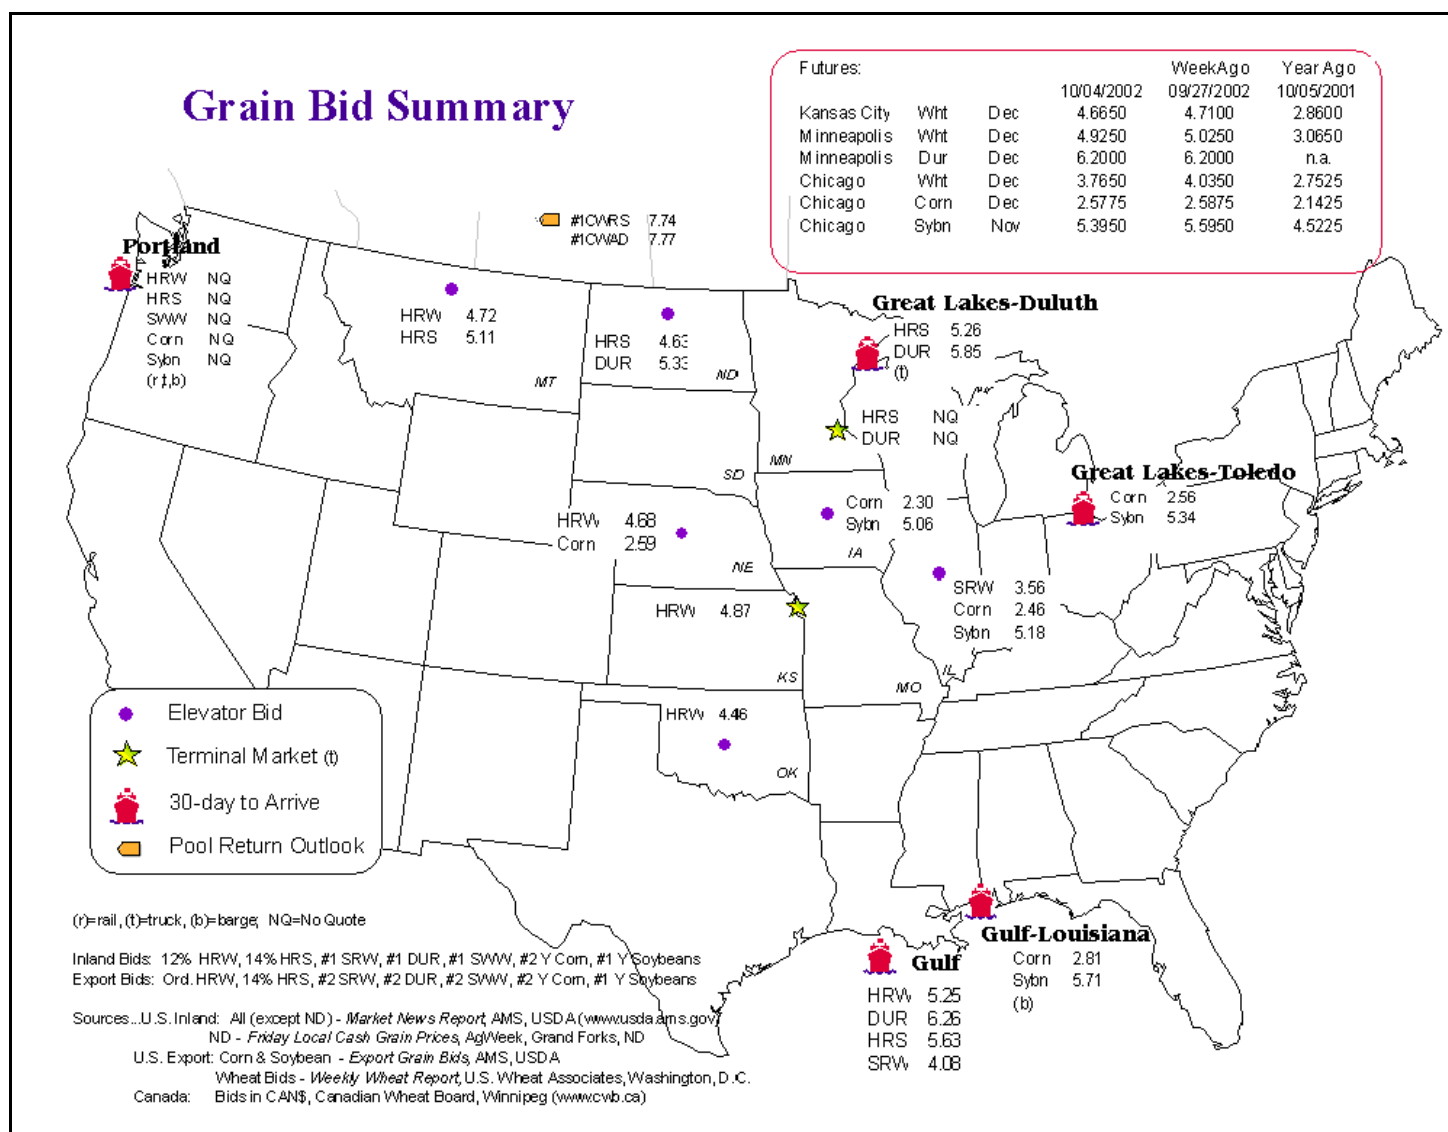 Grain Bid Summary
Futures: WeekAgo Year Ago
10/04/2002 09/27/2002 10/05/2001
Kansas City Wht Dec 4.6650 4.7100 2.8600
Minneapolis Wht Dec 4.9250 5.0250 3.0650
Minneapolis Dur Dec 6.2000 6.2000 n.a.
Chicago Wht Dec 3.7650 4.0350 2.7525
Chicago Corn Dec 2.5775 2.5875 2.1425
Chicago Sybn Nov 5.3950 5.5950 4.5225
#1CWRS 7.74
#1CWAD 7.77
Portland
HRW NQ
HRS NQ
SWW NQ
Corn NQ
Sybn NQ
(r,t,b)
HRW 4.72
HRS 5.11
MT
HRS 4.63
DUR 5.33
ND
Great Lakes-Duluth
HRS 5.26
DUR 5.85
(t)
HRS NQ
DUR NQ
MN
SD
Great Lakes-Toledo
Corn 2.56
Sybn 5.34
Corn 2.30
Sybn 5.06
IA
HRW 4.68
Corn 2.59
NE
SRW 3.56
Corn 2.46
Sybn 5.18
IL
HRW 4.87
KS
MO
HRW 4.46
OK
Elevator Bid
Terminal Market (t)
30-day to Arrive
Pool Return Outlook
Gulf-Louisiana
Corn 2.81
Sybn 5.71
(b)
Gulf
HRW 5.25
DUR 6.26
HRS 5.63
SRW 4.08
(r)=rail, (t)=truck, (b)=barge; NQ=No Quote
Inland Bids: 12% HRW, 14% HRS, #1 SRW, #1 DUR, #1 SWW, #2 Y Corn, #1 Y Soybeans
Export Bids: Ord. HRW, 14% HRS, #2 SRW, #2 DUR, #2 SWW, #2 Y Corn, #1 Y Soybeans
Sources...U.S. Inland: All (except ND) - Market News Report, AMS, USDA (www.usda.ams.gov)
ND - Friday Local Cash Grain Prices, AgWeek, Grand Forks, ND
U.S. Export: Corn & Soybean - Export Grain Bids, AMS, USDA
Wheat Bids - Weekly Wheat Report, U.S. Wheat Associates, Washington, D.C.
Canada: Bids in CAN$, Canadian Wheat Board, Winnipeg (www.cwb.ca)